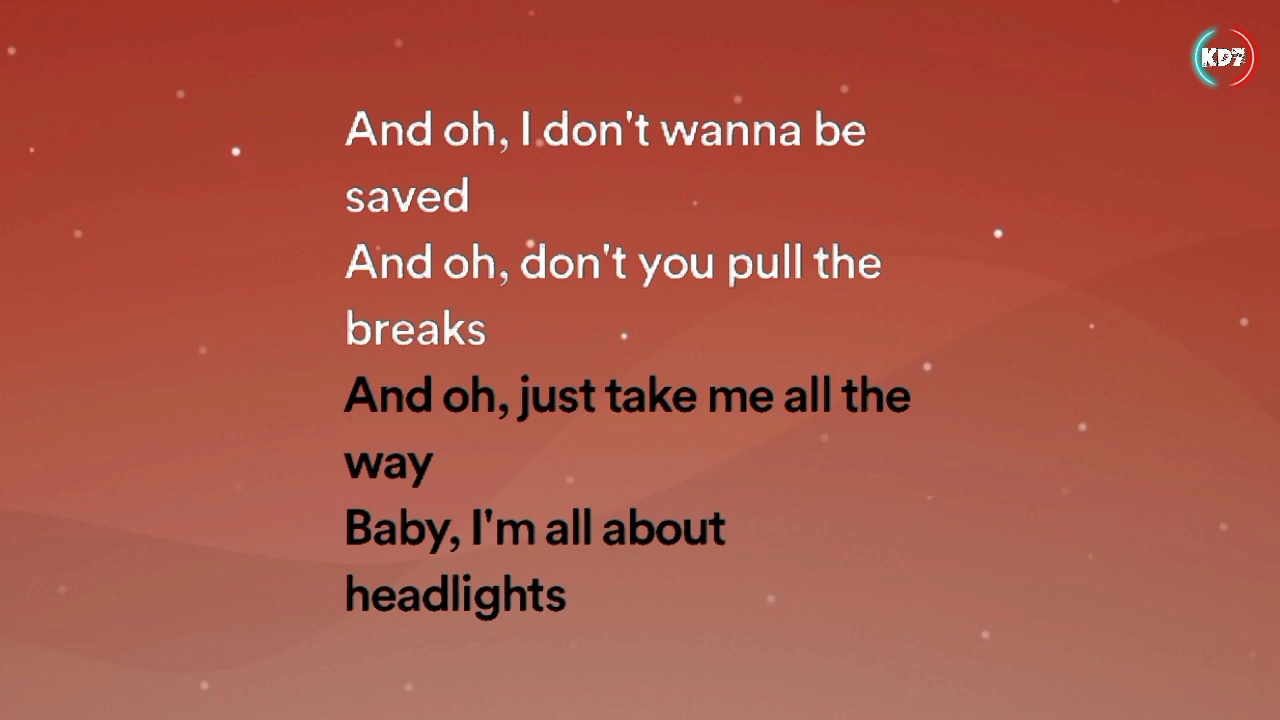 KD7
And oh, I don't wanna be
saved
And oh, don't you pull the
breaks
And oh, just take me all the
way
Baby, I'm all about
headlights